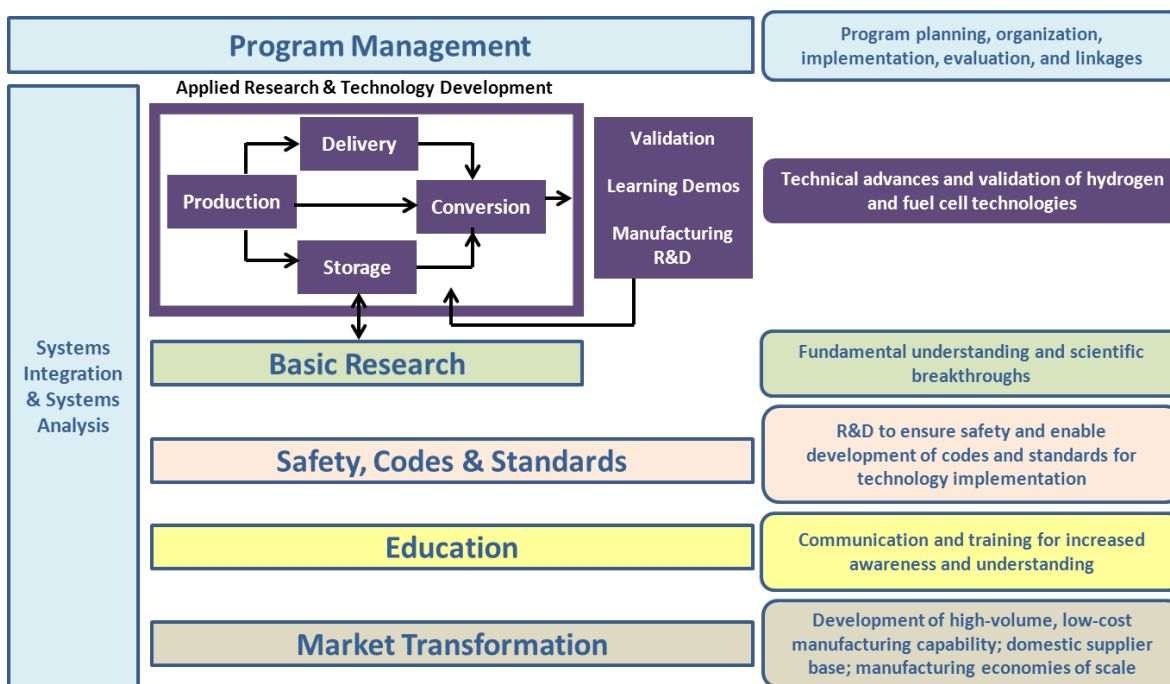 Program Management
Program planning, organization,
implementation, evaluation, and linkages
Applied Research & Technology Development
Delivery
Production
Conversion
Storage
Validation
Learning Demos
Manufacturing
R&D
Technical advances and validation of hydrogen
and fuel cell technologies
Systems
Integration
& Systems
Analysis
Basic Research
Fundamental understanding and scientific
breakthroughs
Safety, Codes & Standards
R&D to ensure safety and enable
development of codes and standards for
technology implementation
Education
Communication and training for increased
awareness and understanding
Market Transformation
Development of high-volume, low-cost
manufacturing capability; domestic supplier
base; manufacturing economies of scale